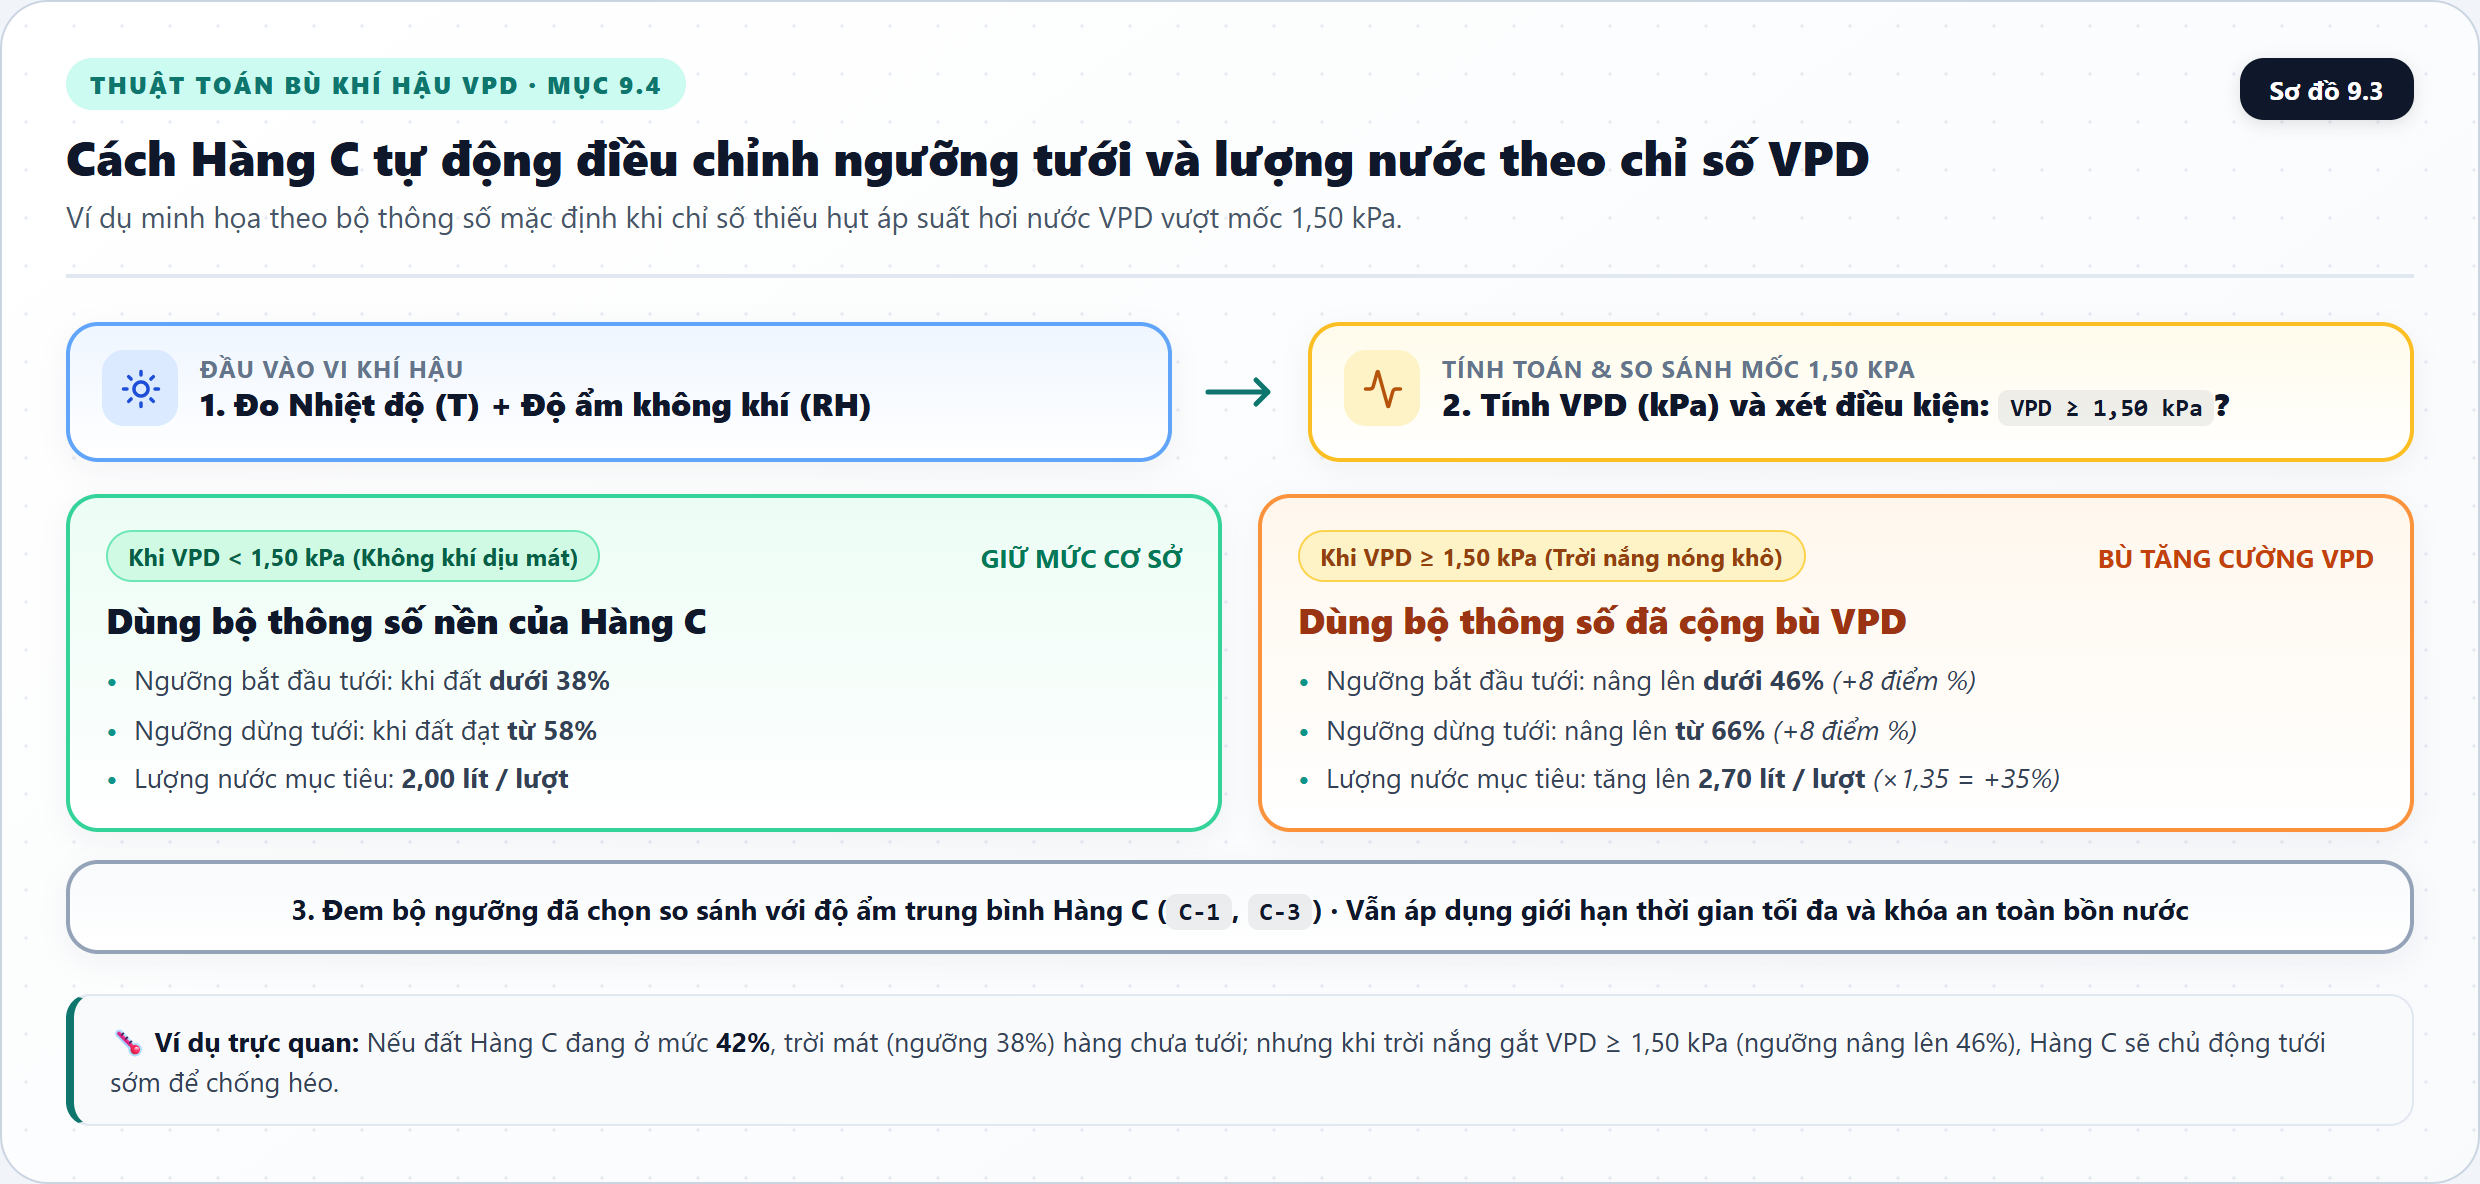 THUẬT TOÁN BÙ KHÍ HẬU VPD · MỤC 9.4
Sơ đồ 9.3
Cách Hàng C tự động điều chỉnh ngưỡng tưới và lượng nước theo chỉ số VPD
Ví dụ minh họa theo bộ thông số mặc định khi chỉ số thiếu hụt áp suất hơi nước VPD vượt mốc 1,50 kPa.
ĐẦU VÀO VI KHÍ HẬU
1. Đo Nhiệt độ (T) + Độ ẩm không khí (RH)
TÍNH TOÁN & SO SÁNH MỐC 1,50 KPA
2. Tính VPD (kPa) và xét điều kiện: VPD ≥ 1,50 kPa ?
Khi VPD < 1,50 kPa (Không khí dịu mát)
GIỮ MỨC CƠ SỞ
Dùng bộ thông số nền của Hàng C
• Ngưỡng bắt đầu tưới: khi đất dưới 38%
• Ngưỡng dừng tưới: khi đất đạt từ 58%
• Lượng nước mục tiêu: 2,00 lít / lượt
Khi VPD ≥ 1,50 kPa (Trời nắng nóng khô)
BÙ TĂNG CƯỜNG VPD
Dùng bộ thông số đã cộng bù VPD
• Ngưỡng bắt đầu tưới: nâng lên dưới 46% (+8 điểm %)
• Ngưỡng dừng tưới: nâng lên từ 66% (+8 điểm %)
• Lượng nước mục tiêu: tăng lên 2,70 lít / lượt (×1,35 = +35%)
3. Đem bộ ngưỡng đã chọn so sánh với độ ẩm trung bình Hàng C (C-1, C-3) · Vẫn áp dụng giới hạn thời gian tối đa và khóa an toàn bồn nước
Ví dụ trực quan: Nếu đất Hàng C đang ở mức 42%, trời mát (ngưỡng 38%) hàng chưa tưới; nhưng khi trời nắng gắt VPD ≥ 1,50 kPa (ngưỡng nâng lên 46%), Hàng C sẽ chủ động tưới
sớm để chống héo.